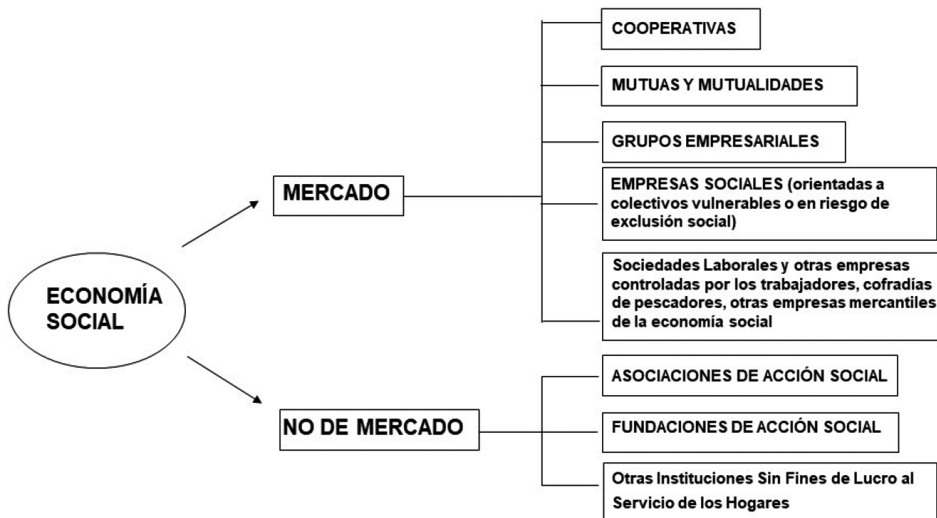 ECONOMÍA
SOCIAL
MERCADO
COOPERATIVAS
MUTUAS Y MUTUALIDADES
GRUPOS EMPRESARIALES
EMPRESAS SOCIALES (orientadas a
colectivos vulnerables o en riesgo de
exclusión social)
Sociedades Laborales y otras empresas
controladas por los trabajadores, cofradías
de pescadores, otras empresas mercantiles
de la economía social
NO DE MERCADO
ASOCIACIONES DE ACCIÓN SOCIAL
FUNDACIONES DE ACCIÓN SOCIAL
Otras Instituciones Sin Fines de Lucro al
Servicio de los Hogares